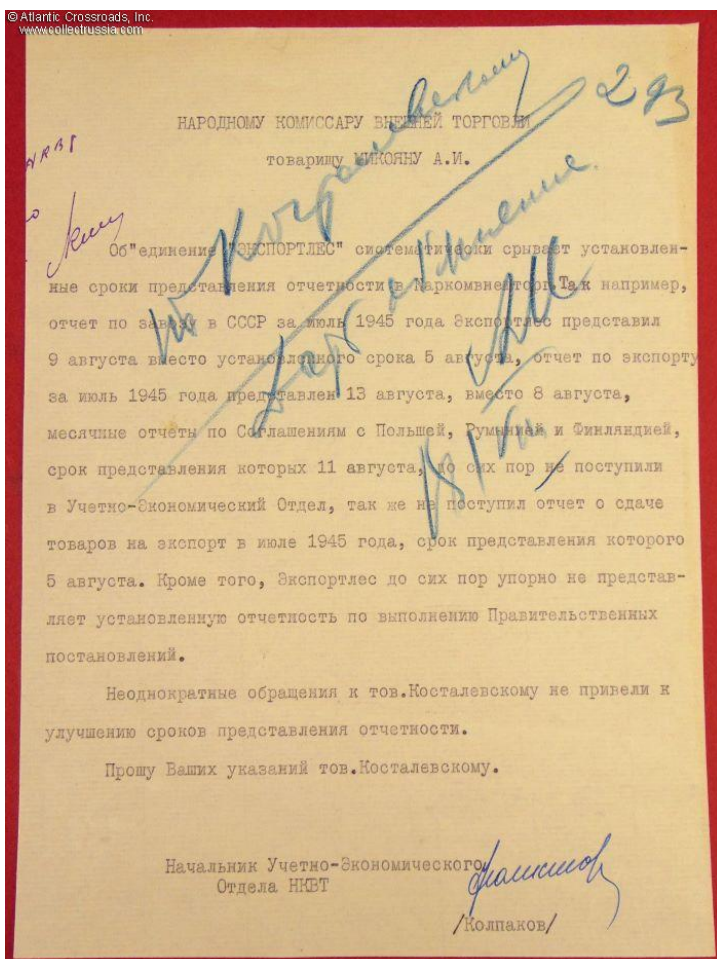 © Atlantic Crossroads, Inc.
www.collectrussia.com
293
НАРОДНОМУ КОМИССАРУ ВНЕШНЕЙ ТОРГОВЛИ
товарищу МИКОЯНУ А.И.
Об"единение "ЭКСПОРТЛЕС" систематически срывает установлен-
ные сроки представления отчетности в Наркомвнешторг. Так например,
отчет по завозу в СССР за июль 1945 года Экспортлес представил
9 августа вместо установленного срока 5 августа, отчет по экспорту
за июль 1945 года представлен 13 августа, вместо 8 августа,
месячные отчеты по Соглашениям с Польшей, Румынией и Финляндией,
срок представления которых 11 августа, до сих пор не поступили
в Учетно-Экономический Отдел, так же не поступил отчет о сдаче
товаров на экспорт в июле 1945 года, срок представления которого
5 августа. Кроме того, Экспортлес до сих пор упорно не представ-
ляет установленную отчетность по выполнению Правительственных
постановлений.
Неоднократные обращения к тов.Косталевскому не привели к
улучшению сроков представления отчетности.
Прошу Ваших указаний тов.Косталевскому.
Начальник Учетно-Экономического
Отдела НКВТ
/Колпаков/